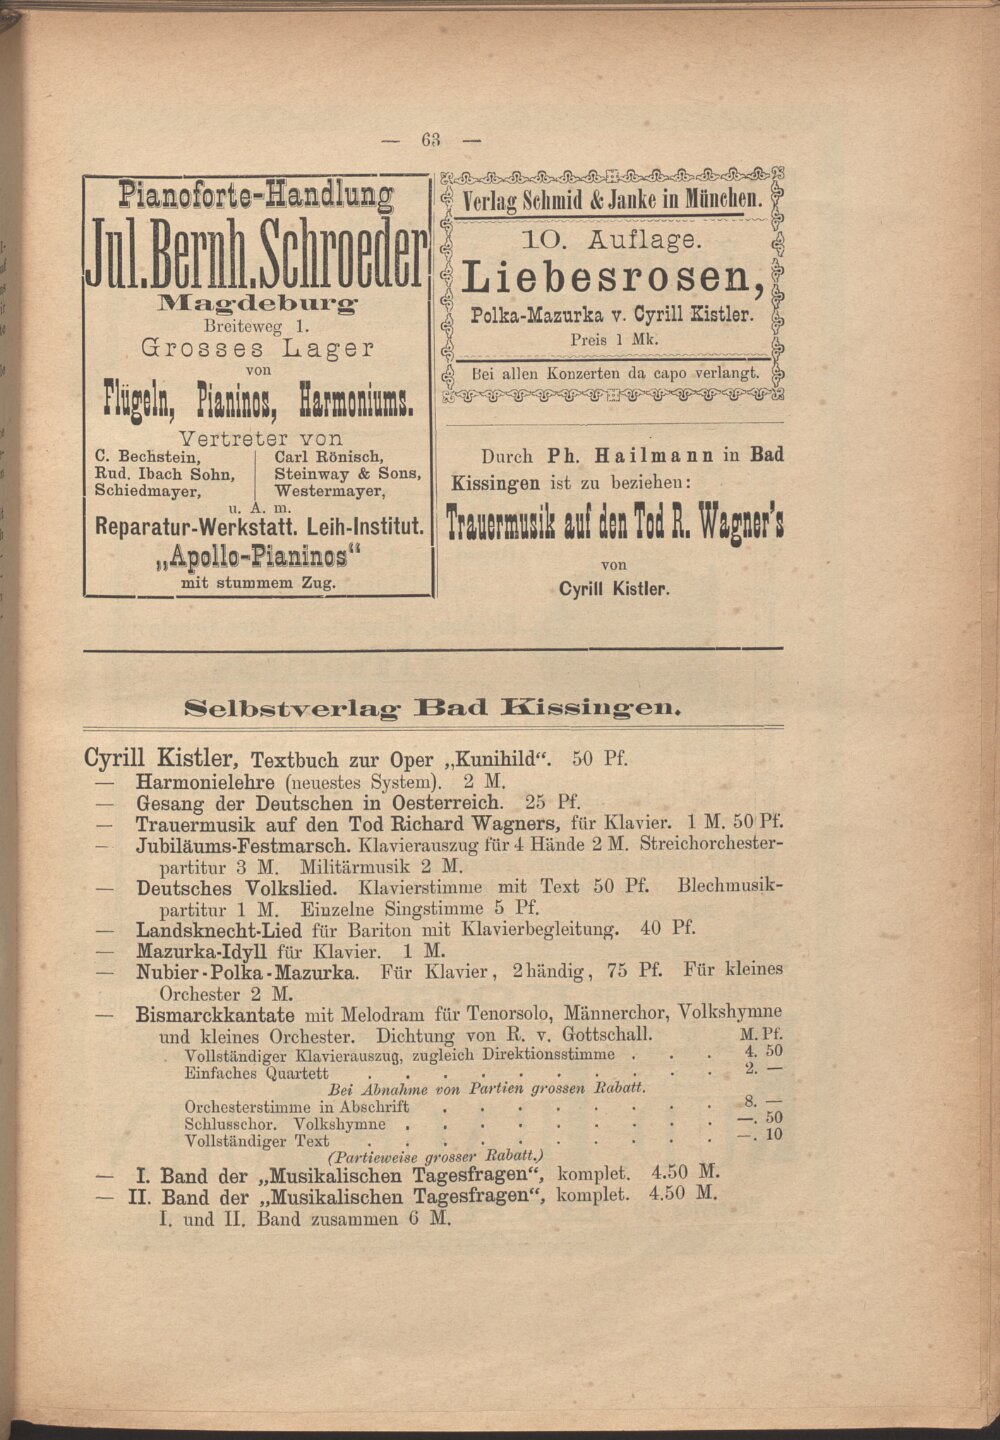 — 63 —
Pianoforte-Handlung
Jul. Bernh. Schroeder
Magdeburg
Breiteweg 1.
Grosses Lager
von
Flügeln, Pianinos, Harmoniums.
Vertreter von
C. Bechstein,
Rud. Ibach Sohn,
Schiedmayer,
Carl Rönisch,
Steinway & Sons,
Westermayer,
u. A. m.
Reparatur-Werkstatt. Leih-Institut.
„Apollo-Pianinos“
mit stummem Zug.
Verlag Schmid & Janke in München.
10. Auflage.
Liebesrosen,
Polka-Mazurka v. Cyrill Kistler.
Preis 1 Mk.
Bei allen Konzerten da capo verlangt.
Durch Ph. Hailmann in Bad
Kissingen ist zu beziehen:
Trauermusik auf den Tod R. Wagner's
von
Cyrill Kistler.
Selbstverlag Bad Kissingen.
Cyrill Kistler, Textbuch zur Oper „Kunihild“. 50 Pf.
— Harmonielehre (neuestes System). 2 M.
— Gesang der Deutschen in Oesterreich. 25 Pf.
— Trauermusik auf den Tod Richard Wagners, für Klavier. 1 M. 50 Pf.
— Jubiläums-Festmarsch. Klavierauszug für 4 Hände 2 M. Streichorchester-
partitur 3 M. Militärmusik 2 M.
— Deutsches Volkslied. Klavierstimme mit Text 50 Pf. Blechmusik-
partitur 1 M. Einzelne Singstimme 5 Pf.
— Landsknecht-Lied für Bariton mit Klavierbegleitung. 40 Pf.
— Mazurka-Idyll für Klavier. 1 M.
— Nubier-Polka-Mazurka. Für Klavier, 2händig, 75 Pf. Für kleines
Orchester 2 M.
— Bismarckkantate mit Melodram für Tenorsolo, Männerchor, Volkshymne
und kleines Orchester. Dichtung von R. v. Gottschall. M. Pf.
Vollständiger Klavierauszug, zugleich Direktionsstimme . . . 4. 50
Einfaches Quartett . . . . . . . . . . 2. —
Bei Abnahme von Partien grossen Rabatt.
Orchesterstimme in Abschrift . . . . . . . . 8. —
Schlusschor. Volkshymne . . . . . . . . . —. 50
Vollständiger Text . . . . . . . . . . —. 10
(Partieweise grosser Rabatt.)
— I. Band der „Musikalischen Tagesfragen“, komplet. 4.50 M.
— II. Band der „Musikalischen Tagesfragen“, komplet. 4.50 M.
I. und II. Band zusammen 6 M.